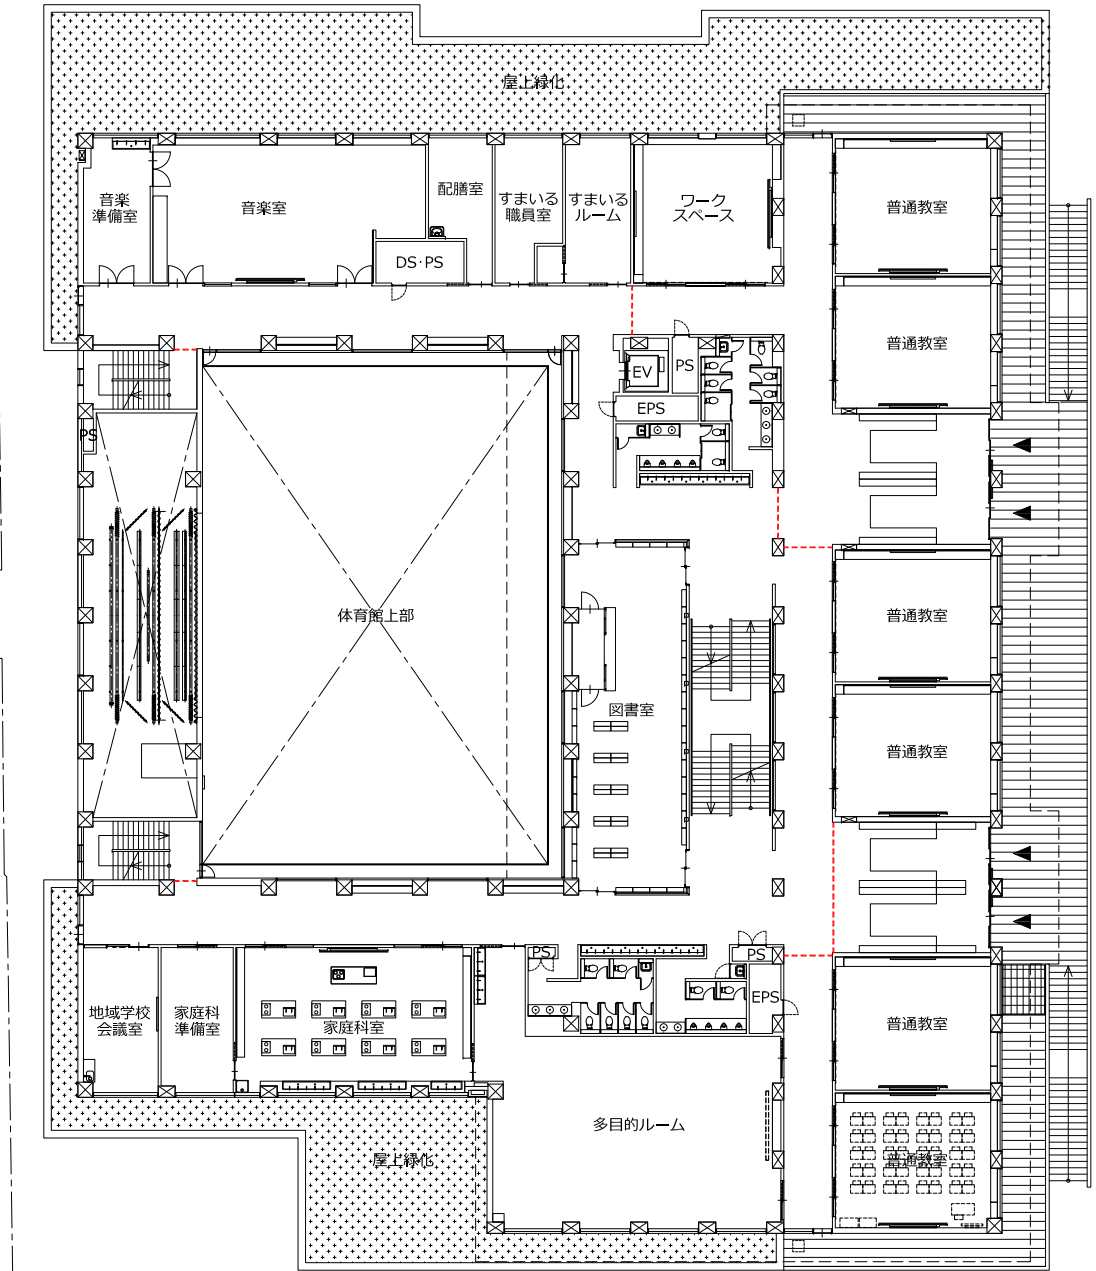 屋上緑化
音楽
準備室
音楽室
配膳室
すまいる
職員室
すまいる
ルーム
ワーク
スペース
普通教室
DS·PS
普通教室
EV
PS
EPS
PS
普通教室
体育館上部
図書室
普通教室
地域学校
会議室
家庭科
準備室
家庭科室
PS
PS
EPS
普通教室
多目的ルーム
屋上緑化
普通教室